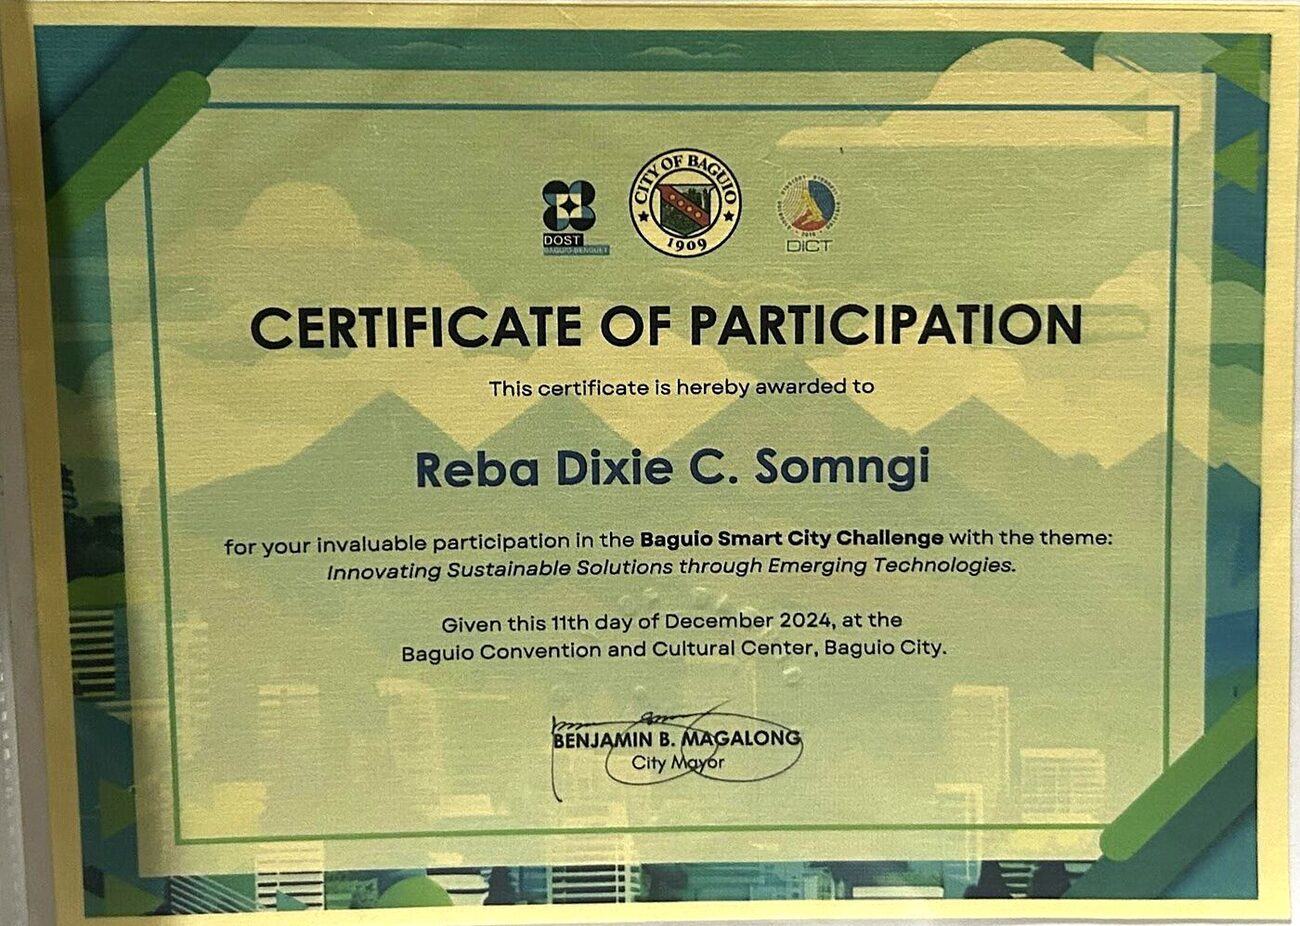 CITY OF BAGUIO
1909
DOST
BAGUIO-BENGUET
DICT
CERTIFICATE OF PARTICIPATION
This certificate is hereby awarded to
Reba Dixie C. Somngi
for your invaluable participation in the Baguio Smart City Challenge with the theme:
Innovating Sustainable Solutions through Emerging Technologies.
Given this 11th day of December 2024, at the
Baguio Convention and Cultural Center, Baguio City.
BENJAMIN B. MAGALONG
City Mayor